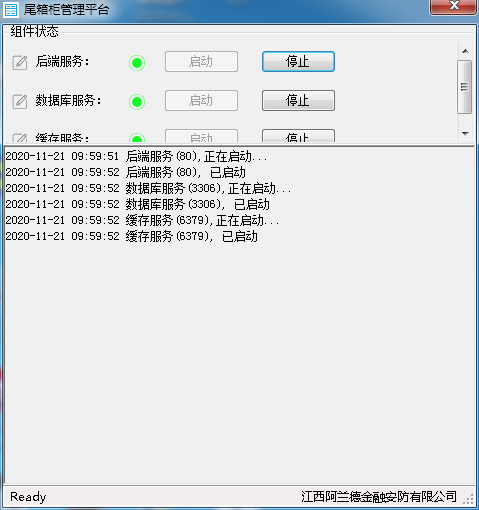 尾箱柜管理平台
组件状态
后端服务： 启动 停止
数据库服务： 启动 停止
缓存服务： 启动 停止
2020-11-21 09:59:51 后端服务(80),正在启动...
2020-11-21 09:59:52 后端服务(80), 已启动
2020-11-21 09:59:52 数据库服务(3306),正在启动...
2020-11-21 09:59:52 数据库服务(3306), 已启动
2020-11-21 09:59:52 缓存服务(6379),正在启动...
2020-11-21 09:59:52 缓存服务(6379), 已启动
Ready 江西阿兰德金融安防有限公司